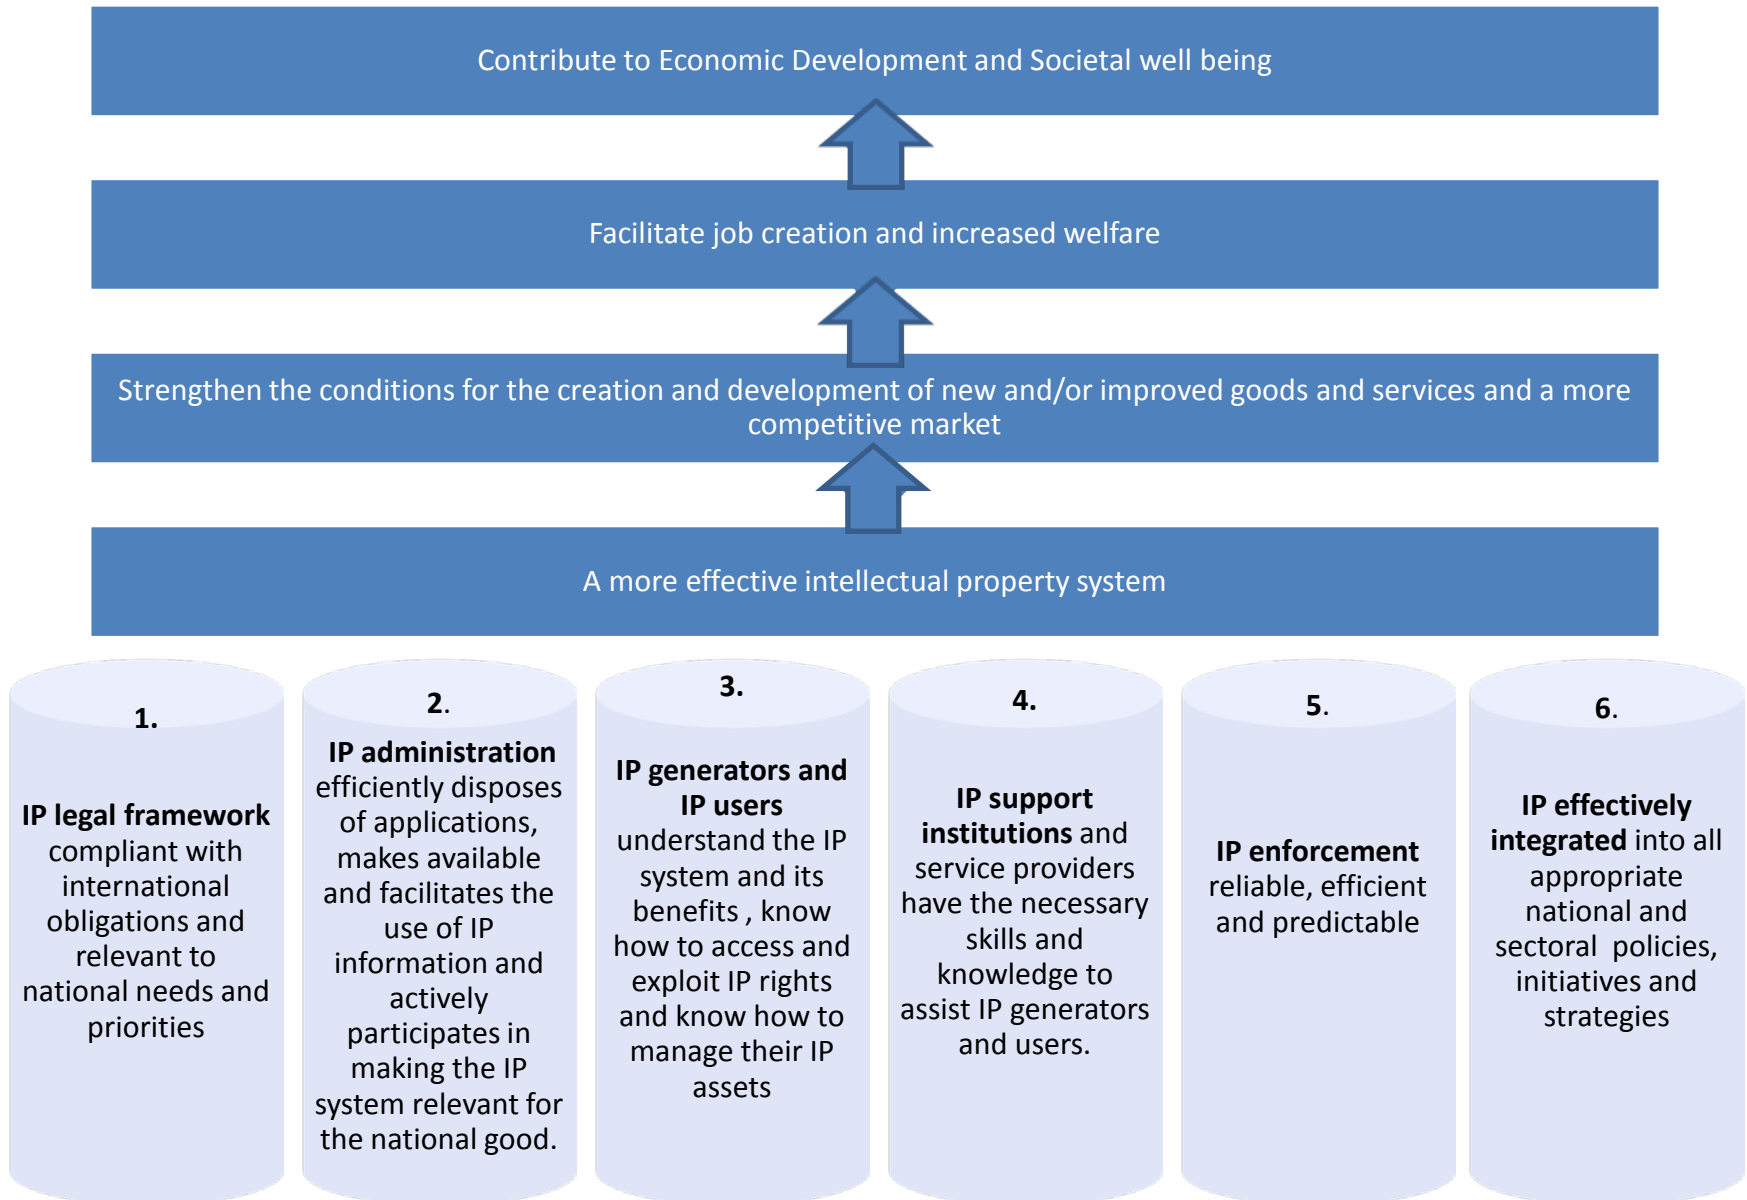 Contribute to Economic Development and Societal well being
Facilitate job creation and increased welfare
Strengthen the conditions for the creation and development of new and/or improved goods and services and a more
competitive market
A more effective intellectual property system
1.
IP legal framework
compliant with
international
obligations and
relevant to
national needs and
priorities
2.
IP administration
efficiently disposes
of applications,
makes available
and facilitates the
use of IP
information and
actively
participates in
making the IP
system relevant for
the national good.
3.
IP generators and
IP users
understand the IP
system and its
benefits , know
how to access and
exploit IP rights
and know how to
manage their IP
assets
4.
IP support
institutions and
service providers
have the necessary
skills and
knowledge to
assist IP generators
and users.
5.
IP enforcement
reliable, efficient
and predictable
6.
IP effectively
integrated into all
appropriate
national and
sectoral  policies,
initiatives and
strategies